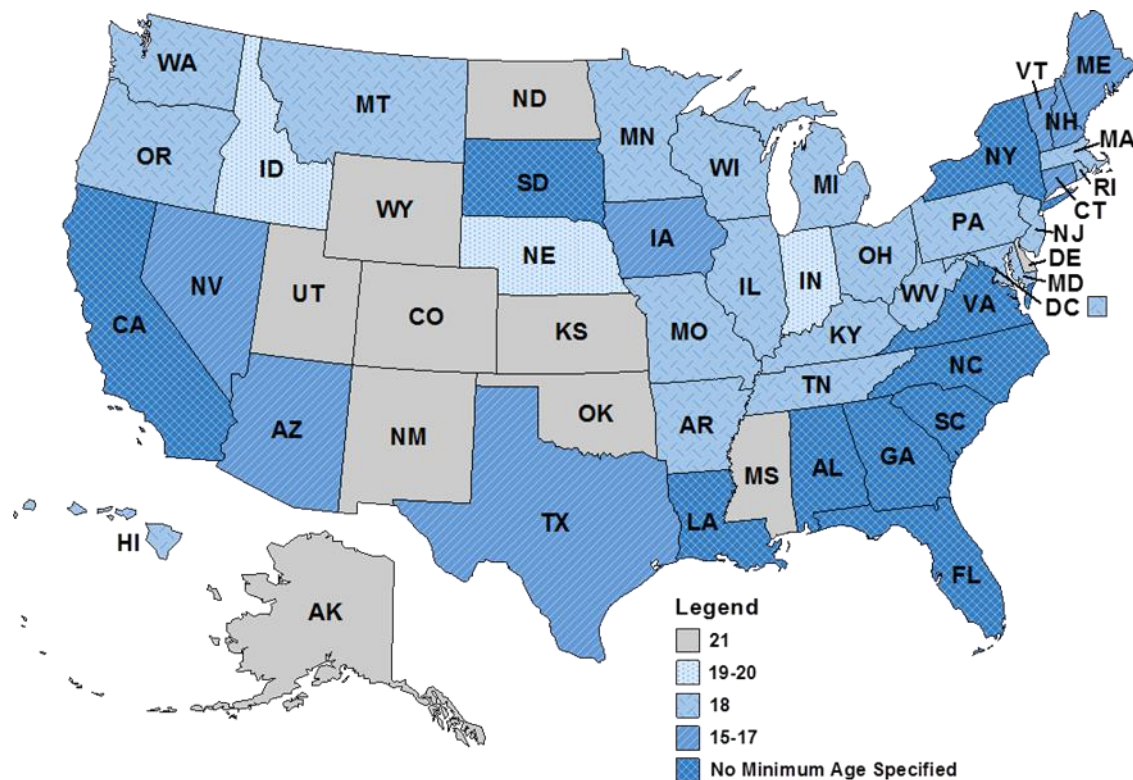 WA
MT
ND
MN
VT
ME
NH
MA
OR
ID
SD
WI
MI
NY
RI
CT
WY
NE
IA
PA
NJ
DE
MD
DC
NV
UT
CO
KS
MO
IL
IN
OH
WV
VA
KY
CA
AZ
NM
OK
AR
TN
NC
SC
TX
LA
MS
AL
GA
FL
HI
AK
Legend
21
19-20
18
15-17
No Minimum Age Specified